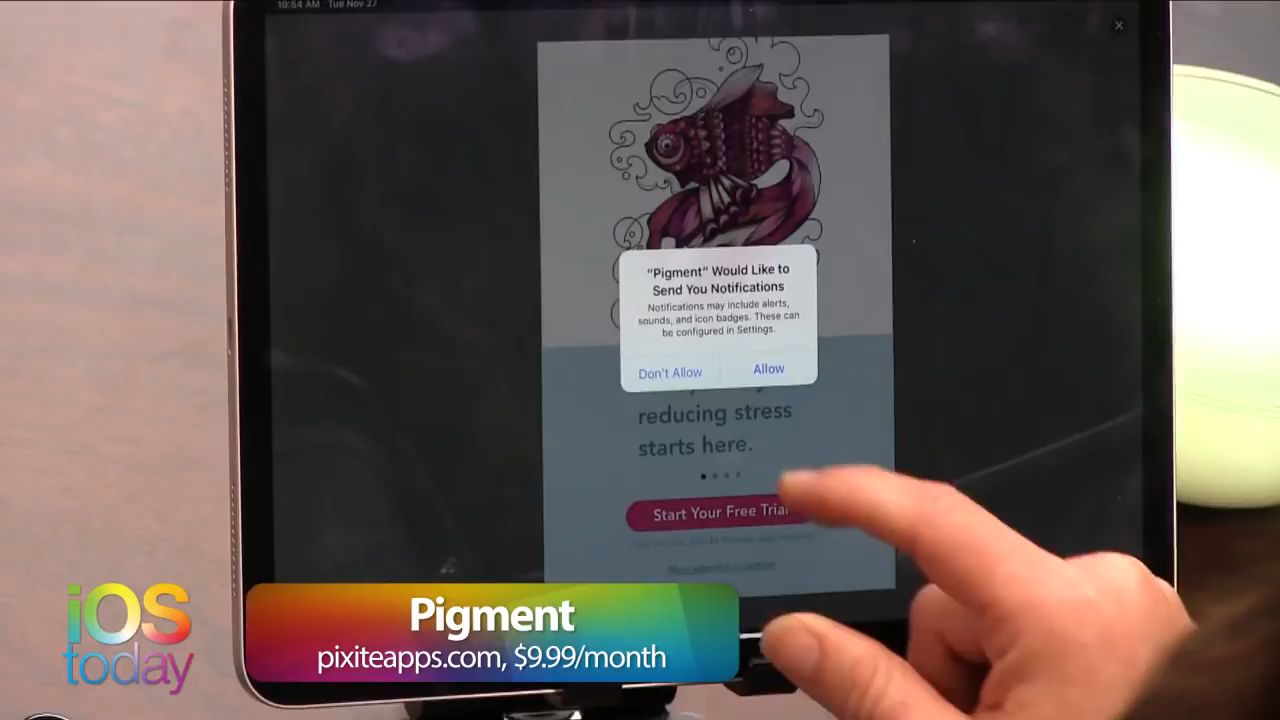 10:54 AM Tue Nov 27
"Pigment" Would Like to
Send You Notifications
Notifications may include alerts,
sounds, and icon badges. These can
be configured in Settings.
Don't Allow
Allow
reducing stress
starts here.
Start Your Free Trial
iOS
today
Pigment
pixiteapps.com, $9.99/month